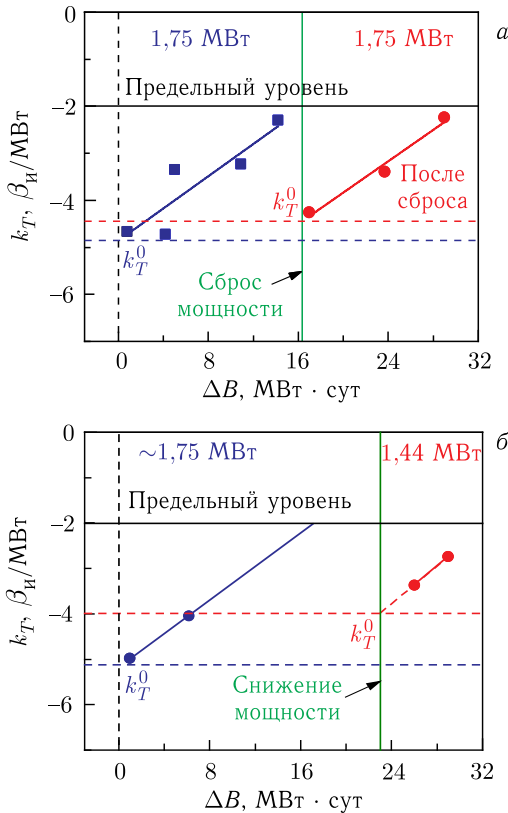 0
1,75 МВт
1,75 МВт
а
Предельный уровень
−2
k_T, β_и/МВт
После
сброса
k_T^0
−4
k_T^0
Сброс
мощности
−6
0 8 16 24 32
ΔB, МВт · сут
0
~1,75 МВт
1,44 МВт
б
Предельный уровень
−2
k_T, β_и/МВт
−4
k_T^0
k_T^0
Снижение
мощности
−6
0 8 16 24 32
ΔB, МВт · сут